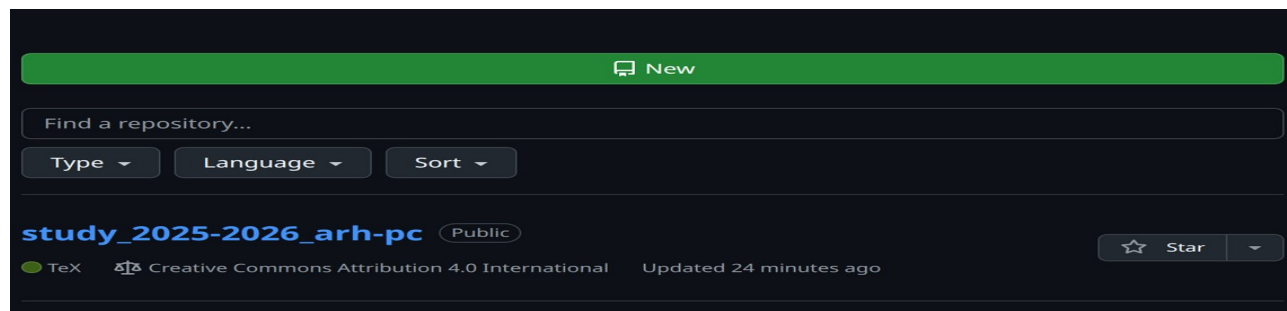 New
Find a repository...
Type Language Sort
study_2025-2026_arh-pc Public
Star
TeX Creative Commons Attribution 4.0 International Updated 24 minutes ago